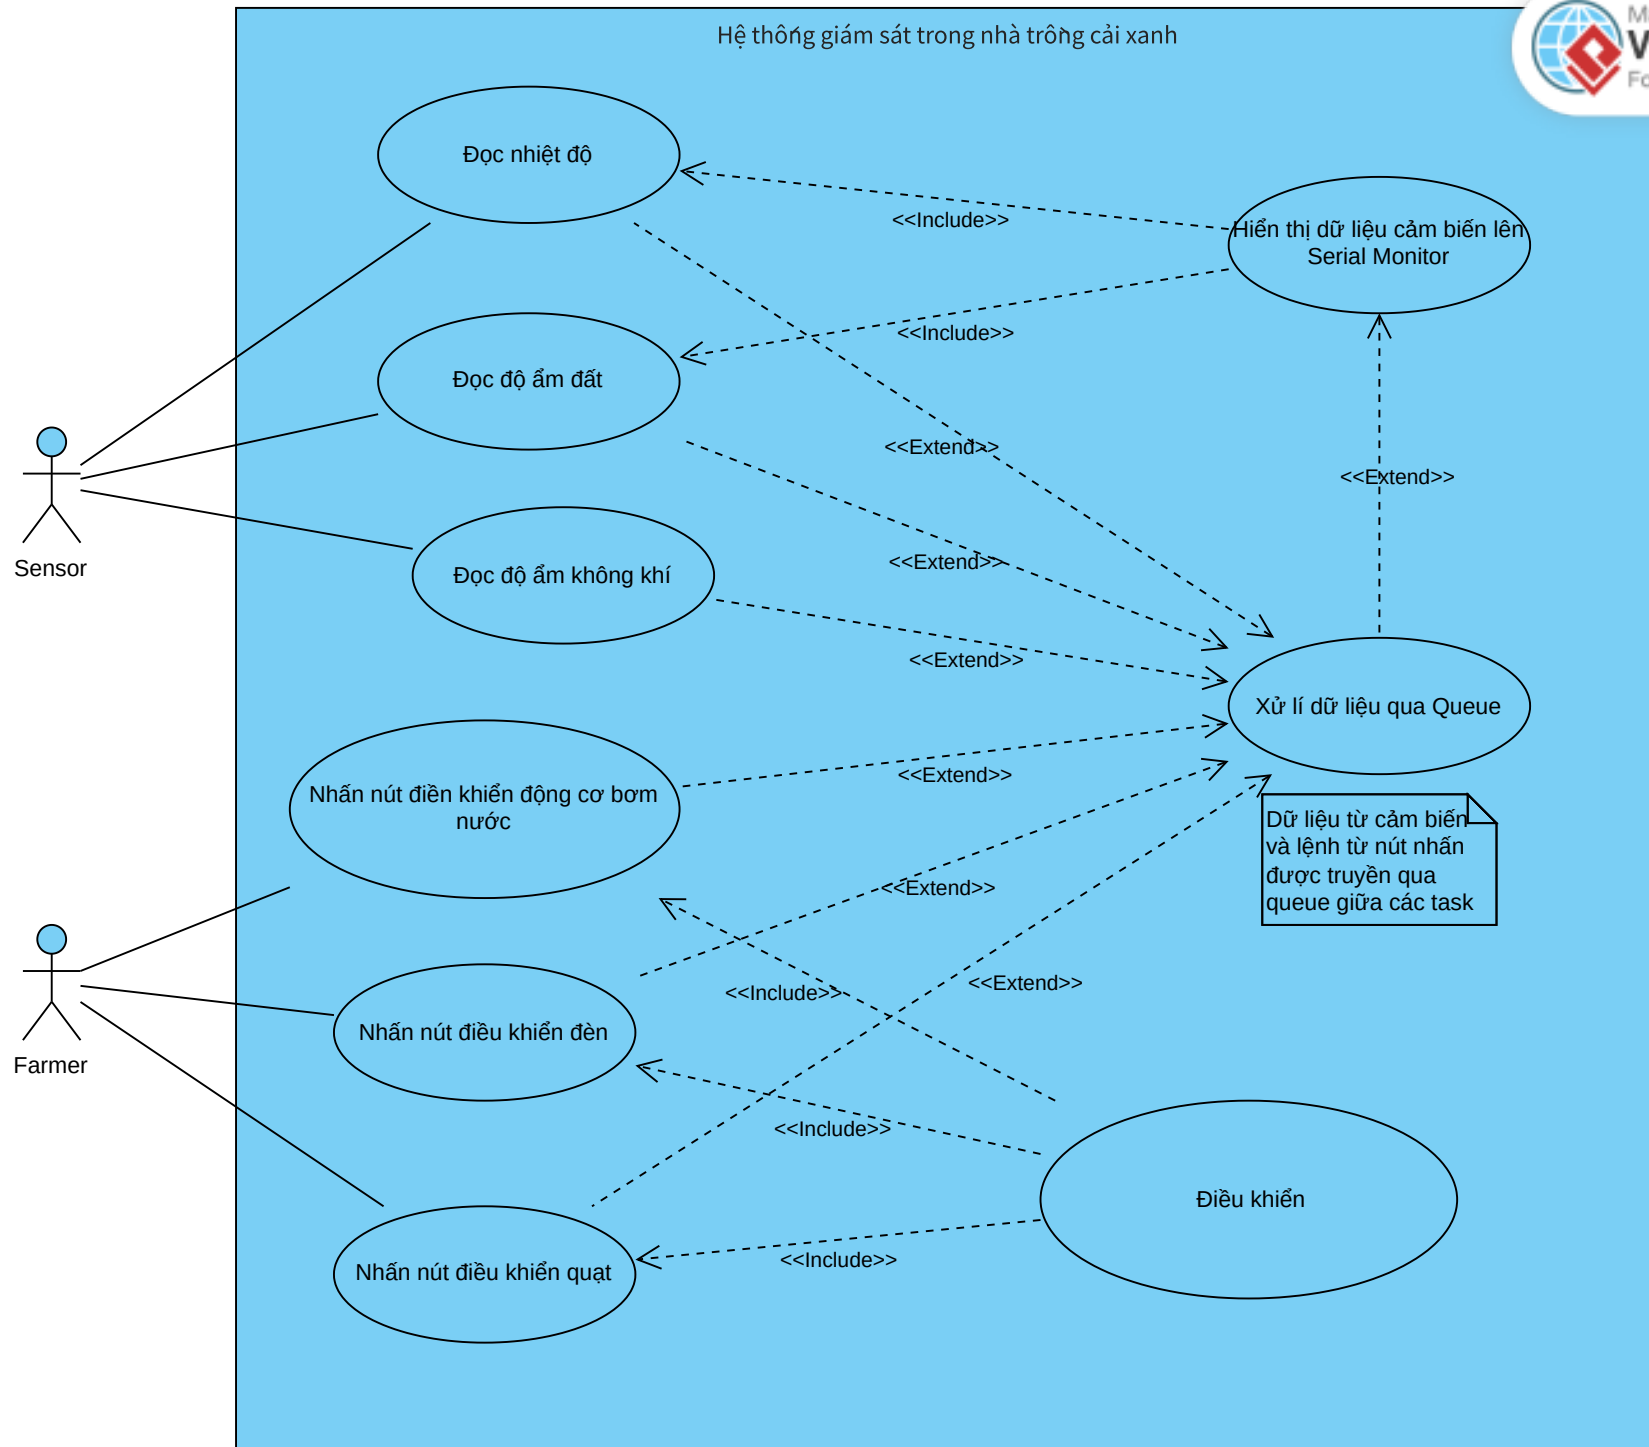 Hệ thống giám sát trong nhà trồng cải xanh
Đọc nhiệt độ
<<Include>>
Hiển thị dữ liệu cảm biến lên
Serial Monitor
<<Include>>
Đọc độ ẩm đất
<<Extend>>
<<Extend>>
<<Extend>>
Sensor
Đọc độ ẩm không khí
<<Extend>>
Xử lí dữ liệu qua Queue
<<Extend>>
Nhấn nút điền khiển động cơ bơm
nước
Dữ liệu từ cảm biến
và lệnh từ nút nhấn
được truyền qua
queue giữa các task
<<Extend>>
<<Include>>
<<Extend>>
Nhấn nút điều khiển đèn
Farmer
<<Include>>
Điều khiển
<<Include>>
Nhấn nút điều khiển quạt